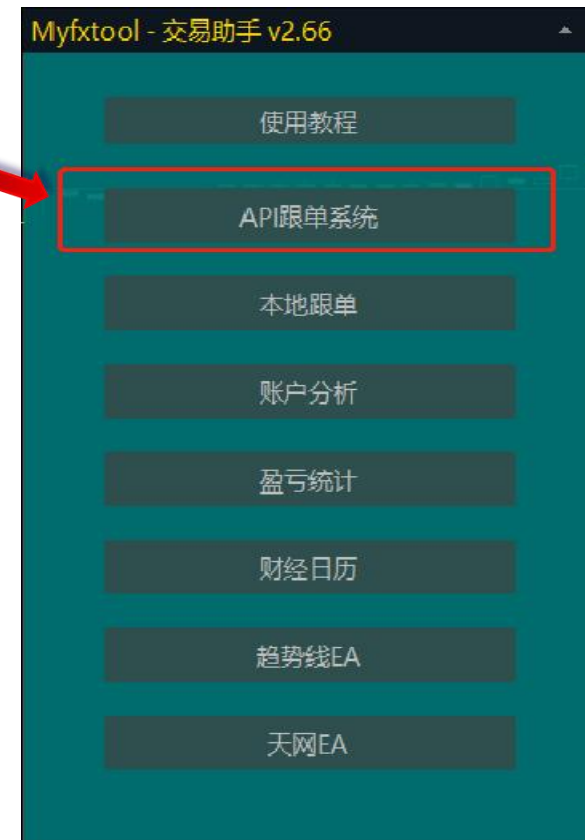 Myfxtool - 交易助手 v2.66
使用教程
API跟单系统
本地跟单
账户分析
盈亏统计
财经日历
趋势线EA
天网EA